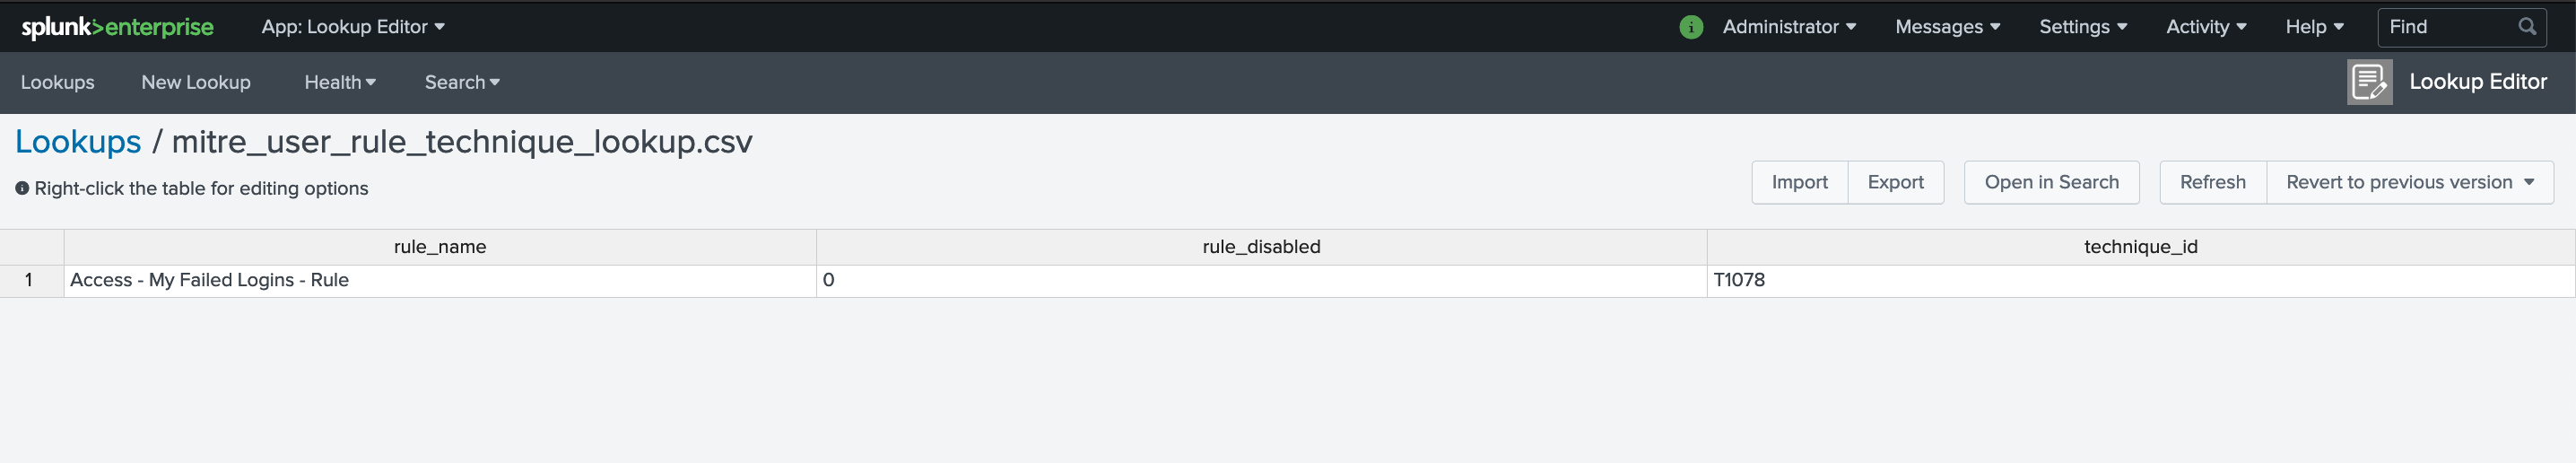 splunk>enterprise App: Lookup Editor i Administrator Messages Settings Activity Help Find
Lookups New Lookup Health Search Lookup Editor
Lookups / mitre_user_rule_technique_lookup.csv
i Right-click the table for editing options
Import Export Open in Search Refresh Revert to previous version
rule_name rule_disabled technique_id
1 Access - My Failed Logins - Rule 0 T1078